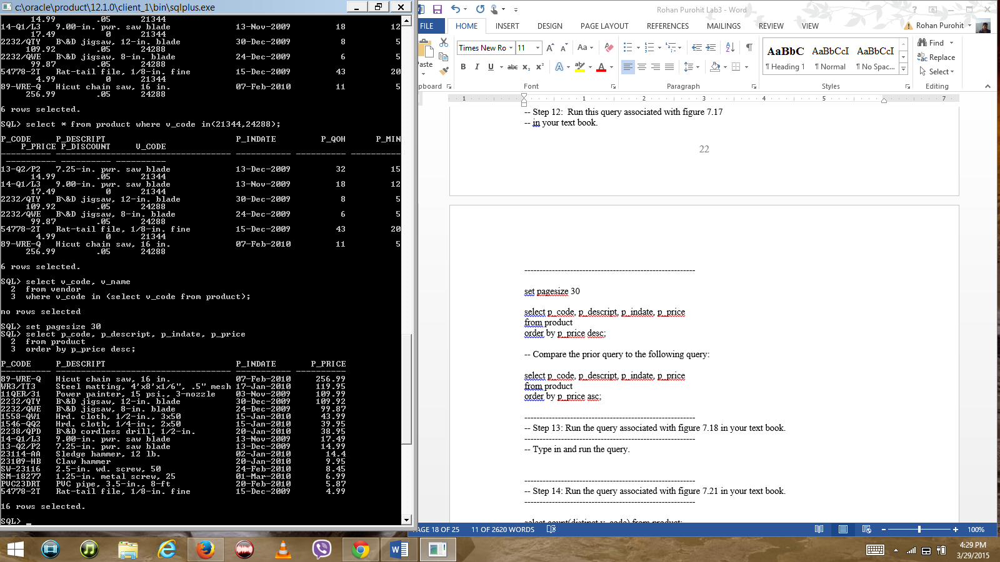 c:\oracle\product\12.1.0\client_1\bin\sqlplus.exe
14.99 .05 21344
14-Q1/L3 9.00-in. pwr. saw blade 13-Nov-2009 18 12
17.49 0 21344
2232/QTY B\&D jigsaw, 12-in. blade 30-Dec-2009 8 5
109.92 .05 24288
2232/QWE B\&D jigsaw, 8-in. blade 24-Dec-2009 6 5
99.87 .05 24288
54778-2T Rat-tail file, 1/8-in. fine 15-Dec-2009 43 20
4.99 0 21344
89-WRE-Q Hicut chain saw, 16 in. 07-Feb-2010 11 5
256.99 .05 24288
6 rows selected.
SQL> select * from product where v_code in(21344,24288);
P_CODE P_DESCRIPT P_INDATE P_QOH P_MIN
P_PRICE P_DISCOUNT V_CODE
---------- ----------------------------------- ----------- ---------- ----------
---------- ---------- ----------
13-Q2/P2 7.25-in. pwr. saw blade 13-Dec-2009 32 15
14.99 .05 21344
14-Q1/L3 9.00-in. pwr. saw blade 13-Nov-2009 18 12
17.49 0 21344
2232/QTY B\&D jigsaw, 12-in. blade 30-Dec-2009 8 5
109.92 .05 24288
2232/QWE B\&D jigsaw, 8-in. blade 24-Dec-2009 6 5
99.87 .05 24288
54778-2T Rat-tail file, 1/8-in. fine 15-Dec-2009 43 20
4.99 0 21344
89-WRE-Q Hicut chain saw, 16 in. 07-Feb-2010 11 5
256.99 .05 24288
6 rows selected.
SQL> select v_code, v_name
2 from vendor
3 where v_code in (select v_code from product);
no rows selected
SQL> set pagesize 30
SQL> select p_code, p_descript, p_indate, p_price
2 from product
3 order by p_price desc;
P_CODE P_DESCRIPT P_INDATE P_PRICE
---------- ----------------------------------- ----------- ----------
89-WRE-Q Hicut chain saw, 16 in. 07-Feb-2010 256.99
WR3/TT3 Steel matting, 4'x8'x1/6", .5" mesh 17-Jan-2010 119.95
11QER/31 Power painter, 15 psi., 3-nozzle 03-Nov-2009 109.99
2232/QTY B\&D jigsaw, 12-in. blade 30-Dec-2009 109.92
2232/QWE B\&D jigsaw, 8-in. blade 24-Dec-2009 99.87
1558-QW1 Hrd. cloth, 1/2-in., 3x50 15-Jan-2010 43.99
1546-QQ2 Hrd. cloth, 1/4-in., 2x50 15-Jan-2010 39.95
2238/QPD B\&D cordless drill, 1/2-in. 20-Jan-2010 38.95
14-Q1/L3 9.00-in. pwr. saw blade 13-Nov-2009 17.49
13-Q2/P2 7.25-in. pwr. saw blade 13-Dec-2009 14.99
23114-AA Sledge hammer, 12 lb. 02-Jan-2010 14.4
23109-HB Claw hammer 20-Jan-2010 9.95
SW-23116 2.5-in. wd. screw, 50 24-Feb-2010 8.45
SM-18277 1.25-in. metal screw, 25 01-Mar-2010 6.99
PVC23DRT PVC pipe, 3.5-in., 8-ft 20-Feb-2010 5.87
54778-2T Rat-tail file, 1/8-in. fine 15-Dec-2009 4.99
16 rows selected.
SQL> _
Rohan Purohit Lab3 - Word
FILE HOME INSERT DESIGN PAGE LAYOUT REFERENCES MAILINGS REVIEW VIEW Rohan Purohit
Times New Ro 11 Aa
B I U abc x₂ x² A A
AaBbC AaBbCcI AaBbCcI
¶ Heading 1 ¶ Normal ¶ No Spac...
Find
Replace
Select
aste
pboard Font Paragraph Styles Editing
1 1 2 3 4 5 7
-- Step 12: Run this query associated with figure 7.17
-- in your text book.
22
--------------------------------------------------------
set pagesize 30
select p_code, p_descript, p_indate, p_price
from product
order by p_price desc;
-- Compare the prior query to the following query:
select p_code, p_descript, p_indate, p_price
from product
order by p_price asc;
--------------------------------------------------------
-- Step 13: Run the query associated with figure 7.18 in your text book.
--------------------------------------------------------
-- Type in and run the query.
--------------------------------------------------------
-- Step 14: Run the query associated with figure 7.21 in your text book.
--------------------------------------------------------
select count(distinct v_code) from product;
AGE 18 OF 25 11 OF 2620 WORDS 100%
4:29 PM
3/29/2015